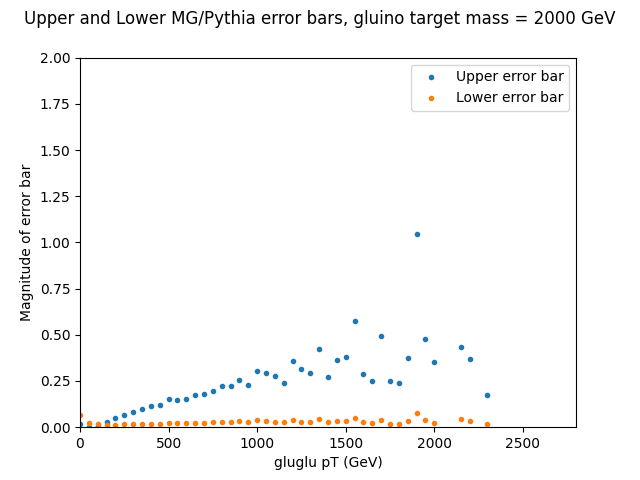 Upper and Lower MG/Pythia error bars, gluino target mass = 2000 GeV
2.00
1.75
1.50
1.25
1.00
0.75
0.50
0.25
0.00
Magnitude of error bar
Upper error bar
Lower error bar
0 500 1000 1500 2000 2500
gluglu pT (GeV)